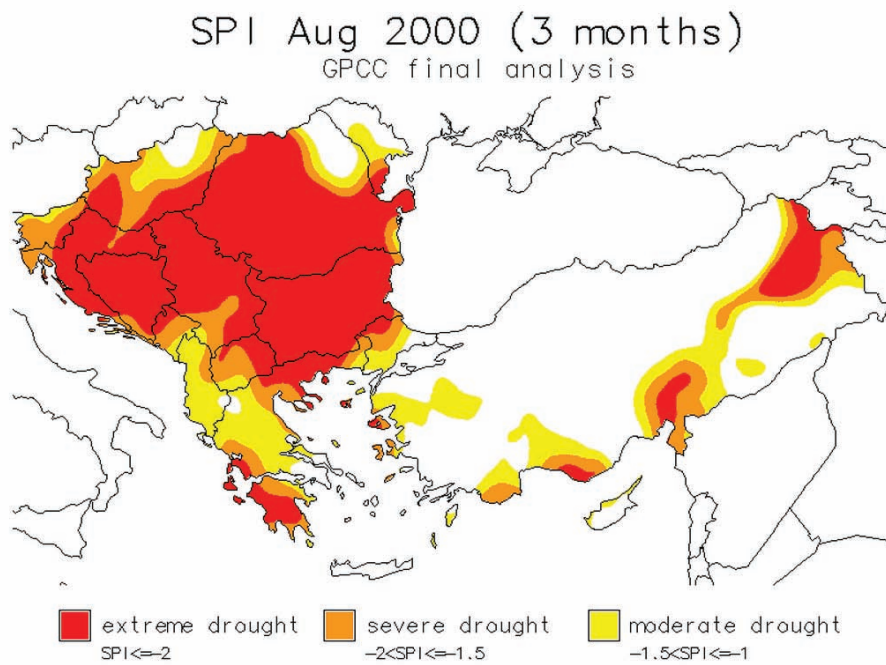 SPI Aug 2000 (3 months)
GPCC final analysis
extreme drought severe drought moderate drought
SPI<=-2 -2<SPI<=-1.5 -1.5<SPI<=-1